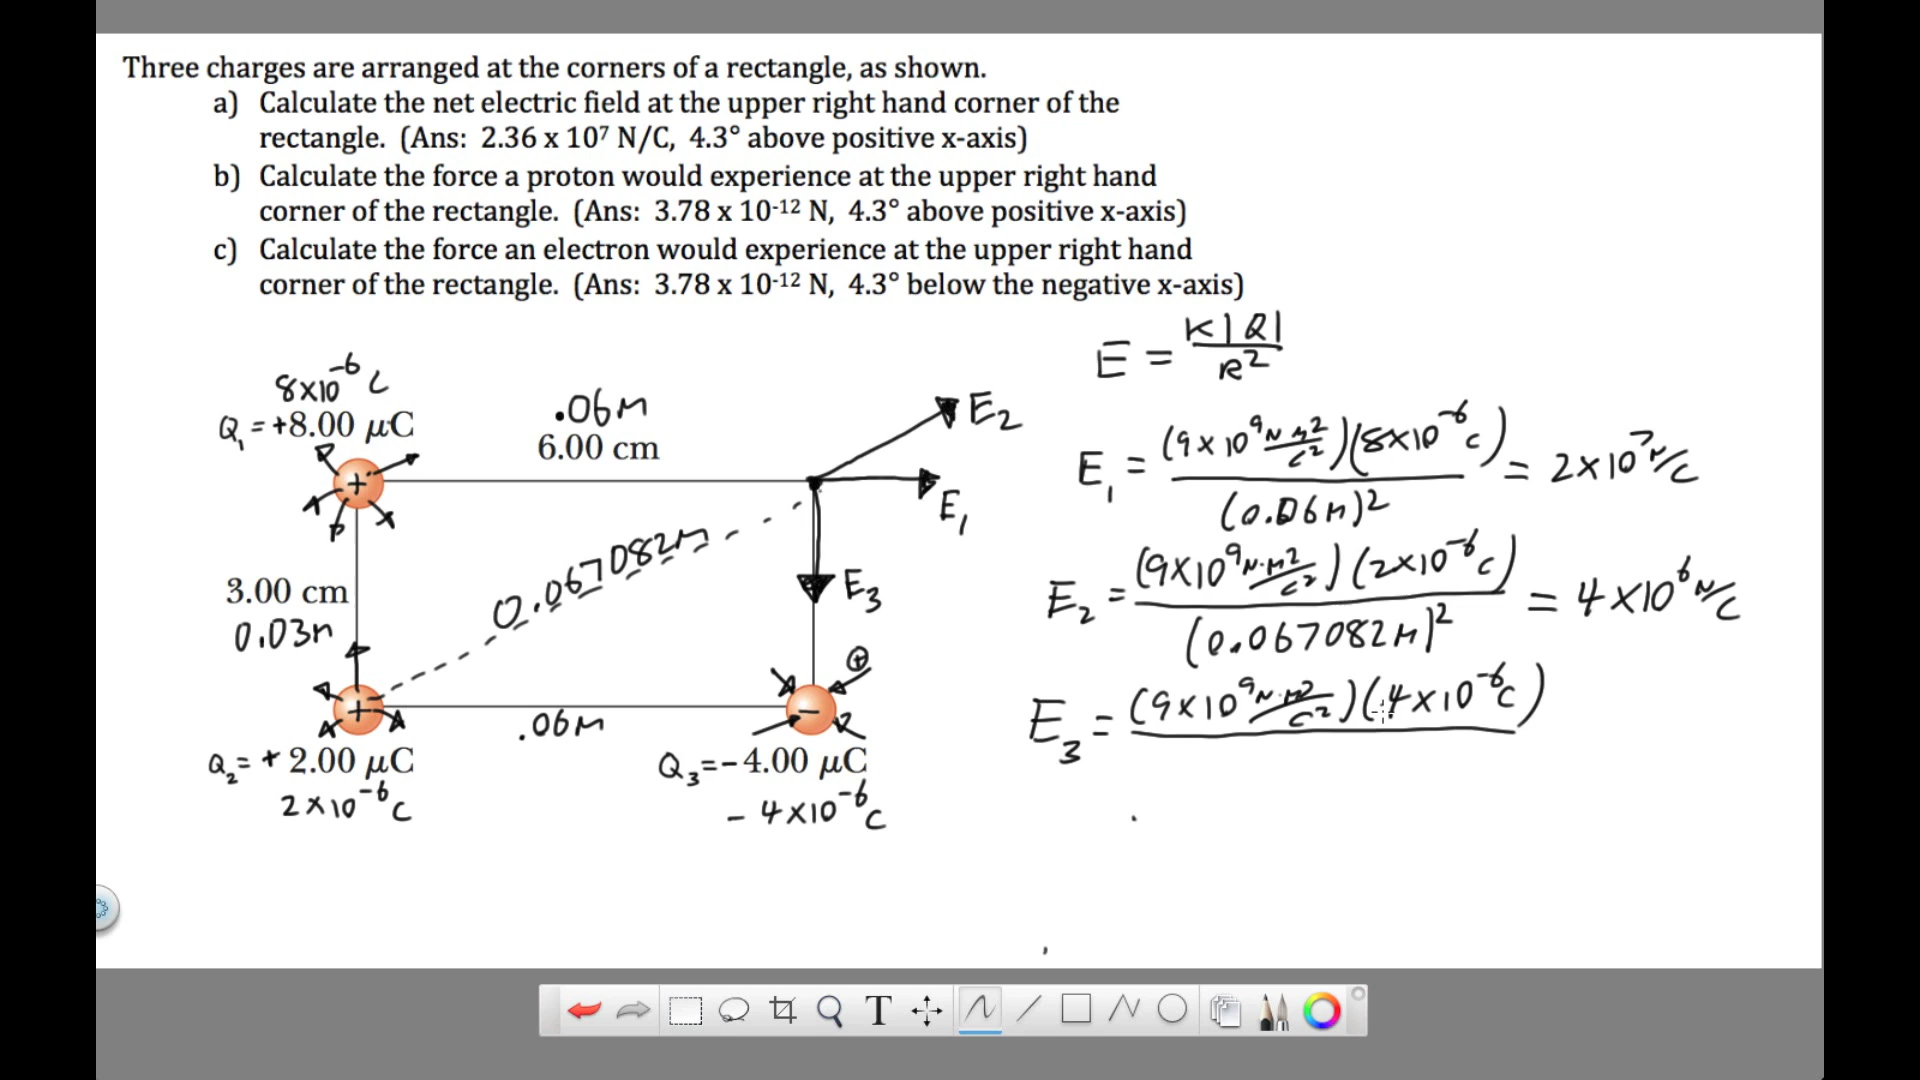 Three charges are arranged at the corners of a rectangle, as shown.
a) Calculate the net electric field at the upper right hand corner of the
rectangle. (Ans: 2.36 x 10⁷ N/C, 4.3° above positive x-axis)
b) Calculate the force a proton would experience at the upper right hand
corner of the rectangle. (Ans: 3.78 x 10⁻¹² N, 4.3° above positive x-axis)
c) Calculate the force an electron would experience at the upper right hand
corner of the rectangle. (Ans: 3.78 x 10⁻¹² N, 4.3° below the negative x-axis)
E = K|Q| / R²
8x10⁻⁶ C
Q₁ = +8.00 µC
.06M
6.00 cm
E₂
E₁
E₁ = (9x10⁹ N M²/C²)(8x10⁻⁶ C) / (0.06M)² = 2x10⁷ N/C
+
0.067082M
3.00 cm
0.03M
E₃
E₂ = (9x10⁹ N·M²/C²)(2x10⁻⁶ C) / (0.067082M)² = 4x10⁶ N/C
+
.06M
+
−
E₃ = (9x10⁹ N·M²/C²)(4x10⁻⁶ C)
Q₂ = + 2.00 µC
2x10⁻⁶ C
Q₃ = −4.00 µC
− 4x10⁻⁶ C
T